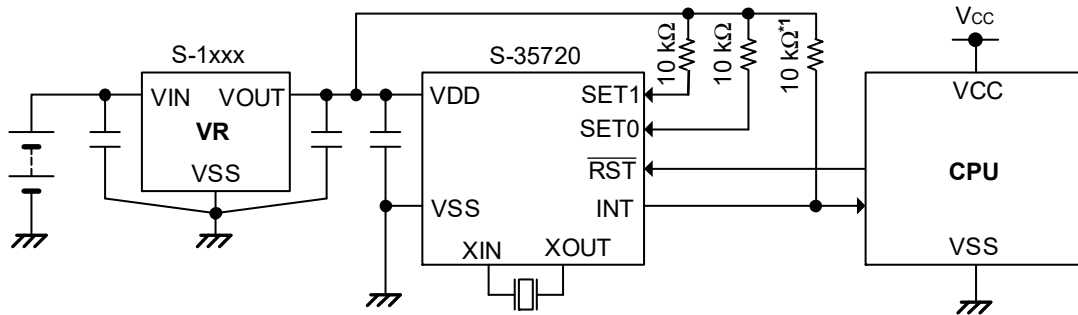 VCC
S-1xxx
S-35720
10 kΩ
10 kΩ
10 kΩ*1
VIN
VOUT
VR
VSS
VDD
SET1
SET0
RST
VSS
INT
XIN
XOUT
VCC
CPU
VSS